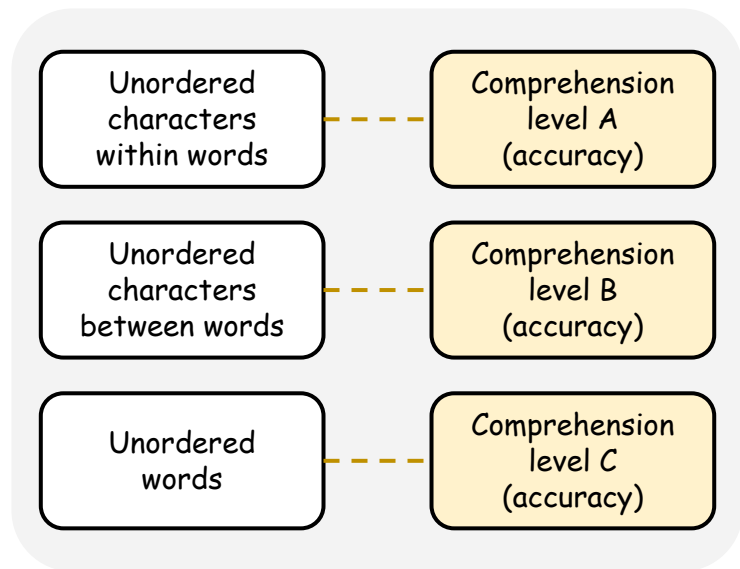 Unordered
characters
within words
Comprehension
level A
(accuracy)
Unordered
characters
between words
Comprehension
level B
(accuracy)
Unordered
words
Comprehension
level C
(accuracy)